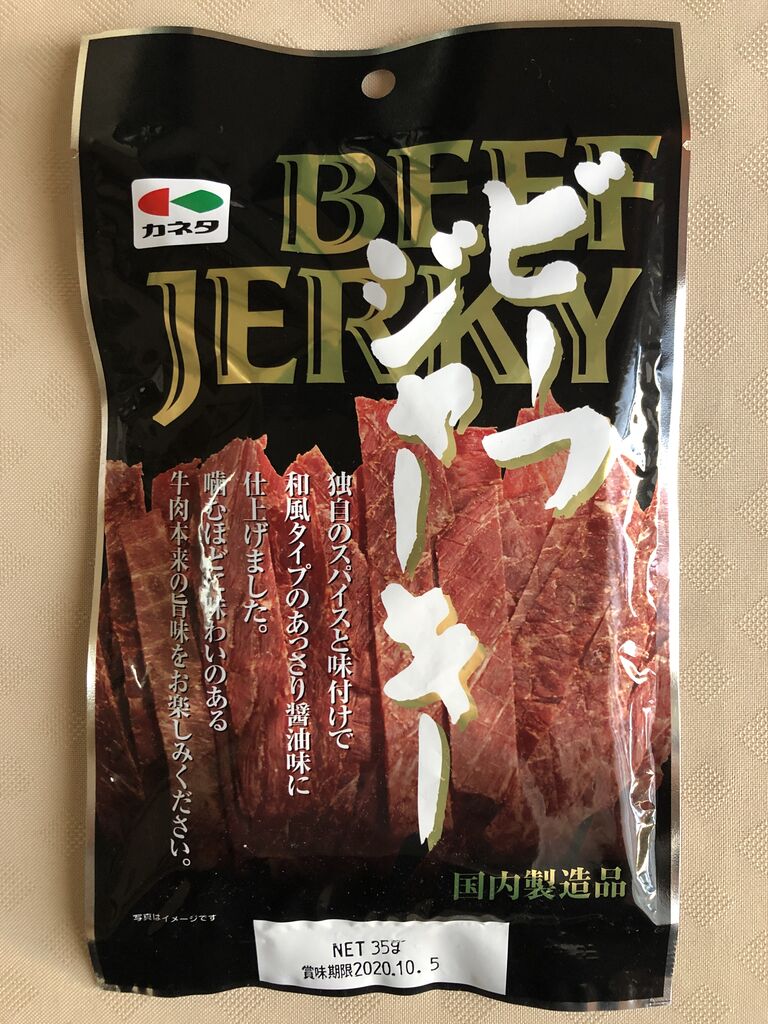 BEEF
JERKY
カネタ
ビーフ
ジャーキー
独自のスパイスと味付けで
和風タイプのあっさり醤油味に
仕上げました。
噛むほどに味わいのある
牛肉本来の旨味をお楽しみください。
国内製造品
写真はイメージです
NET 35g
賞味期限2020.10.5